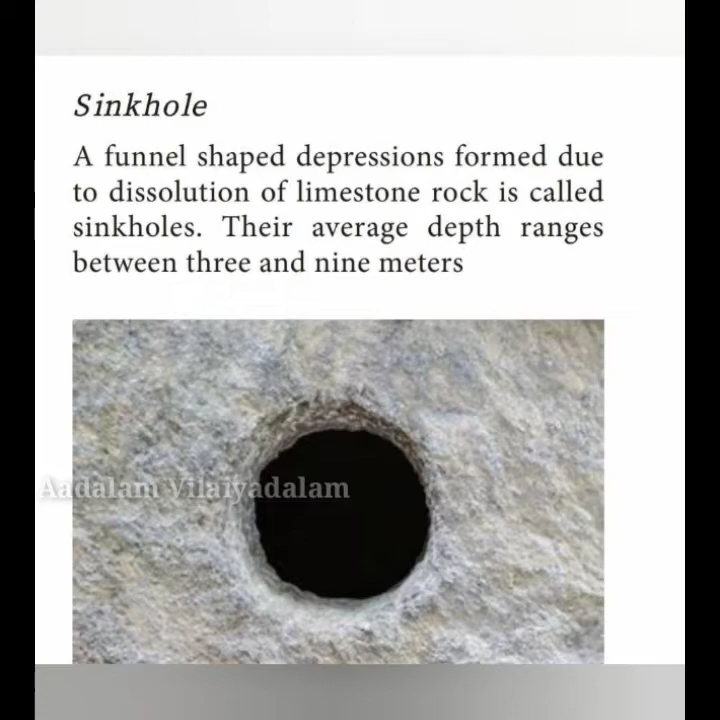 Sinkhole
A funnel shaped depressions formed due
to dissolution of limestone rock is called
sinkholes. Their average depth ranges
between three and nine meters
Aadalam Vilaiyadalam